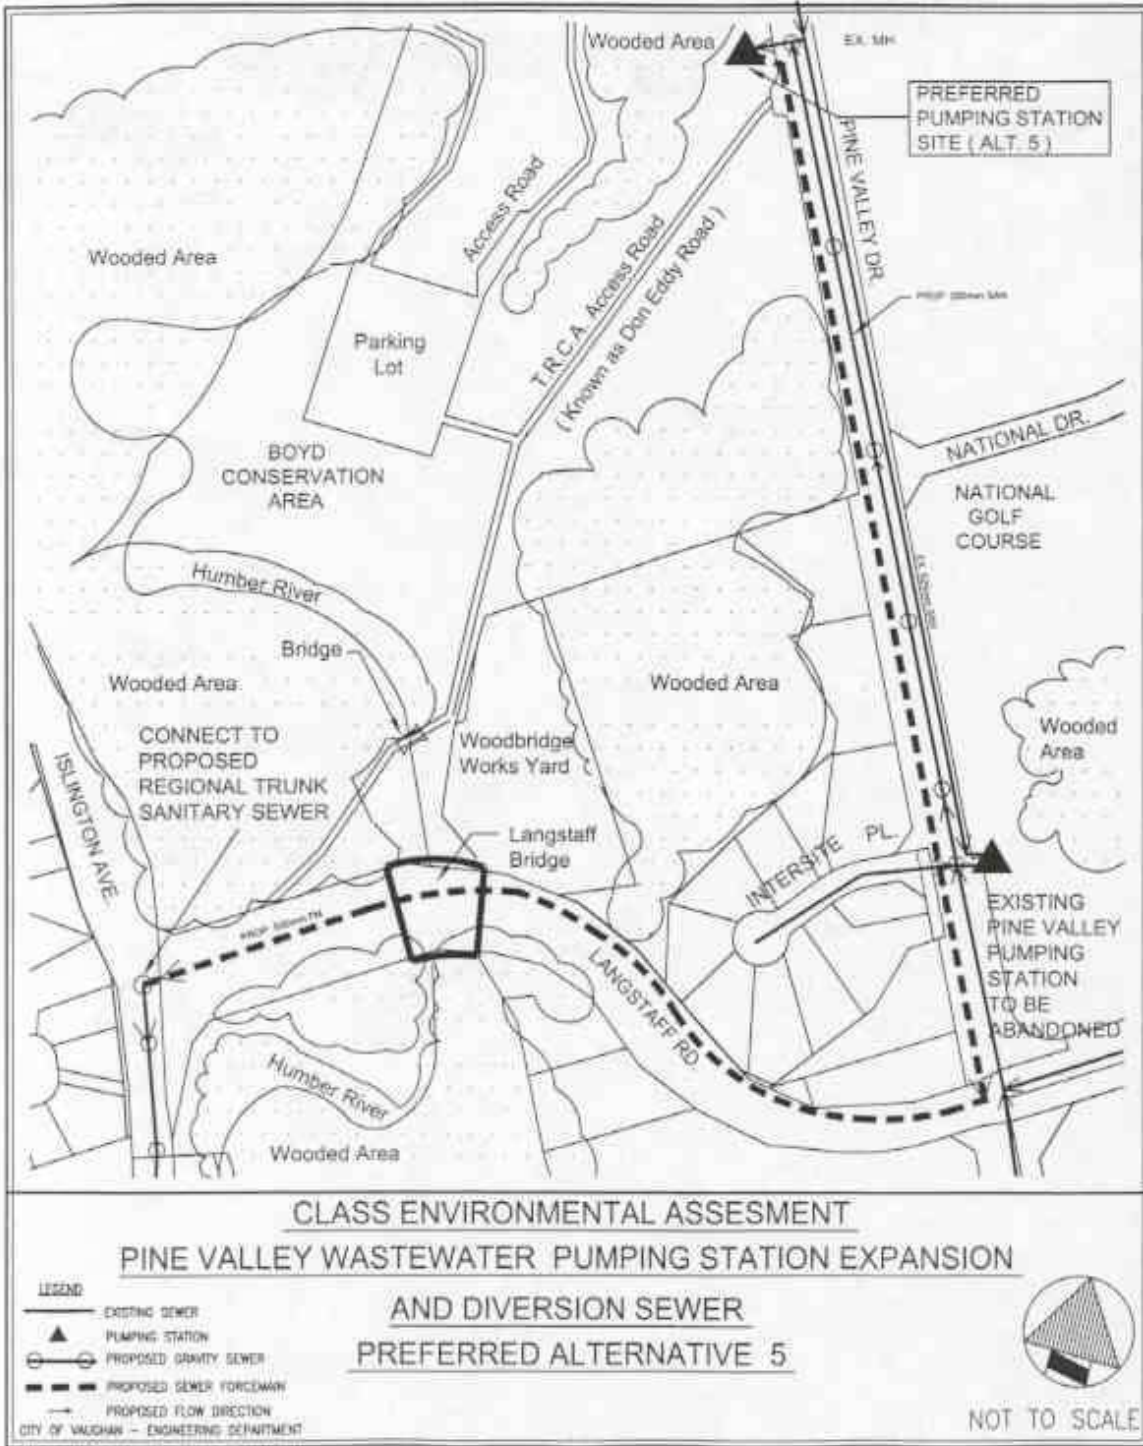 Wooded Area
EX. MH
PREFERRED
PUMPING STATION
SITE ( ALT. 5 )
PINE VALLEY DR.
Access Road
T.R.C.A. Access Road
( Known as Don Eddy Road )
Wooded Area
Parking
Lot
NATIONAL DR.
BOYD
CONSERVATION
AREA
NATIONAL
GOLF
COURSE
Humber River
Bridge
Wooded Area
Wooded Area
Wooded
Area
CONNECT TO
PROPOSED
REGIONAL TRUNK
SANITARY SEWER
Woodbridge
Works Yard
ISLINGTON AVE.
Langstaff
Bridge
INTERSITE PL.
EXISTING
PINE VALLEY
PUMPING
STATION
TO BE
ABANDONED
LANGSTAFF RD.
Humber River
Wooded Area
CLASS ENVIRONMENTAL ASSESMENT
PINE VALLEY WASTEWATER PUMPING STATION EXPANSION
AND DIVERSION SEWER
PREFERRED ALTERNATIVE 5
LEGEND
EXISTING SEWER
PUMPING STATION
PROPOSED GRAVITY SEWER
PROPOSED SEWER FORCEMAIN
PROPOSED FLOW DIRECTION
CITY OF VAUGHAN - ENGINEERING DEPARTMENT
NOT TO SCALE